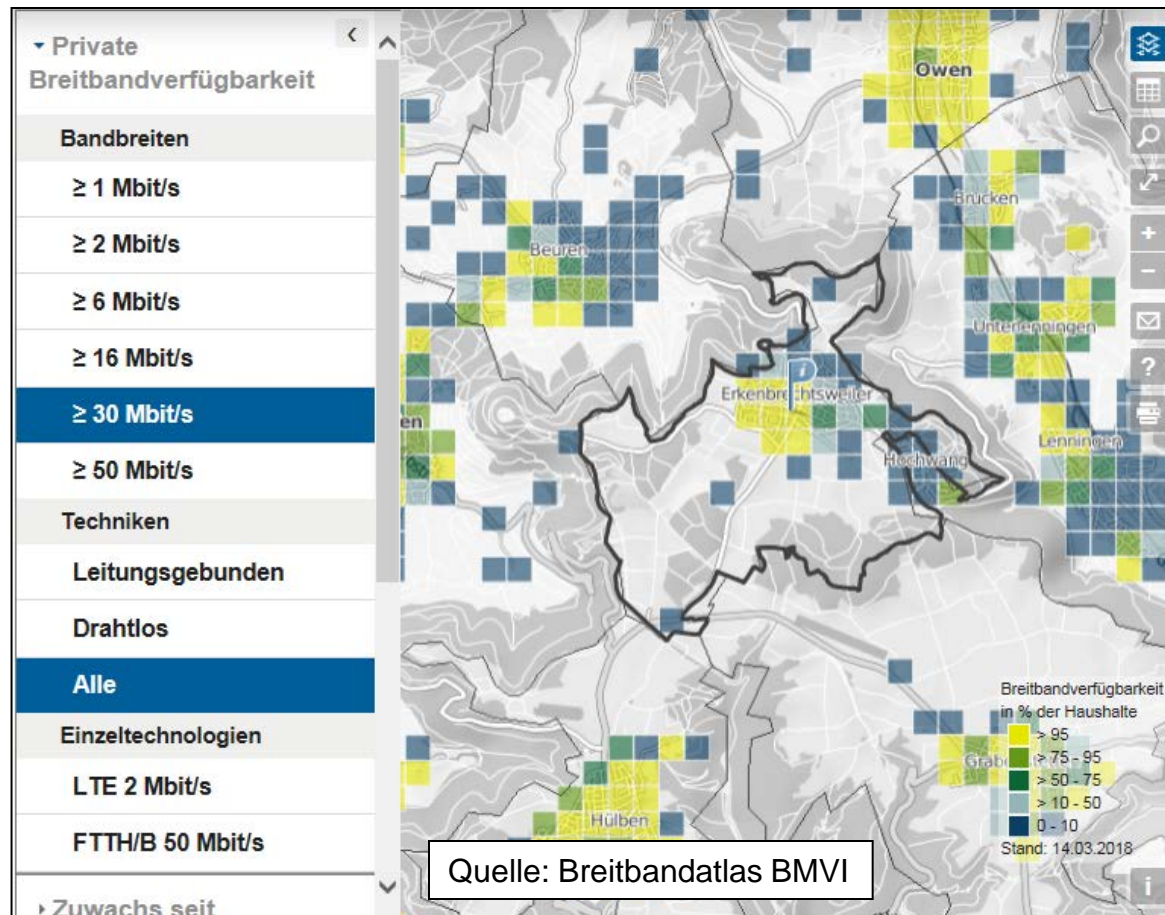 Private
Breitbandverfügbarkeit
Bandbreiten
≥ 1 Mbit/s
≥ 2 Mbit/s
≥ 6 Mbit/s
≥ 16 Mbit/s
≥ 30 Mbit/s
≥ 50 Mbit/s
Techniken
Leitungsgebunden
Drahtlos
Alle
Einzeltechnologien
LTE 2 Mbit/s
FTTH/B 50 Mbit/s
Zuwachs seit
Owen
Brucken
Beuren
Unterlenningen
Erkenbrechtsweiler
en
Hochwang
Lenningen
Hülben
Breitbandverfügbarkeit
in % der Haushalte
> 95
> 75 - 95
> 50 - 75
> 10 - 50
0 - 10
Stand: 14.03.2018
Quelle: Breitbandatlas BMVI